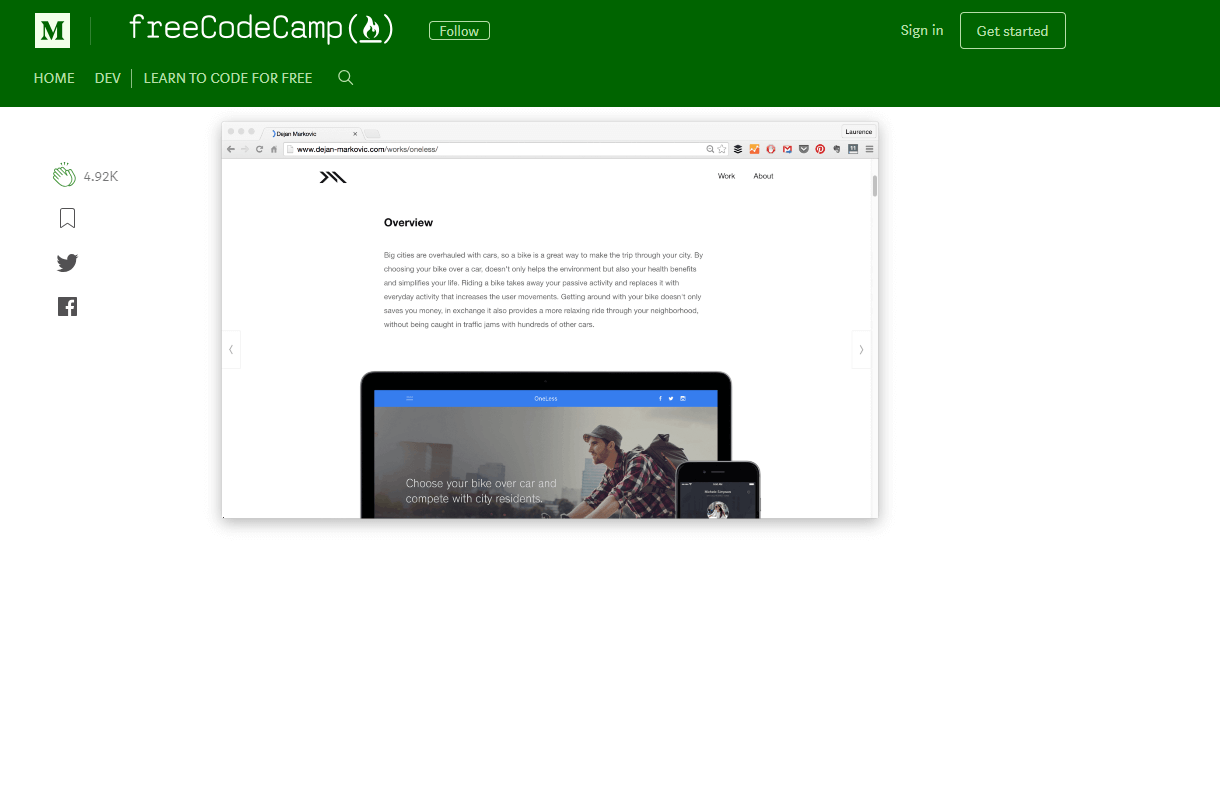 M
freeCodeCamp
Follow
Sign in
Get started
HOME
DEV
LEARN TO CODE FOR FREE
4.92K
Dejan Markovic
Laurence
www.dejan-markovic.com/works/oneless/
Work
About
Overview
Big cities are overhauled with cars, so a bike is a great way to make the trip through your city. By
choosing your bike over a car, doesn't only helps the environment but also your health benefits
and simplifies your life. Riding a bike takes away your passive activity and replaces it with
everyday activity that increases the user movements. Getting around with your bike doesn't only
saves you money, in exchange it also provides a more relaxing ride through your neighborhood,
without being caught in traffic jams with hundreds of other cars.
OneLess
Choose your bike over car and
compete with city residents.